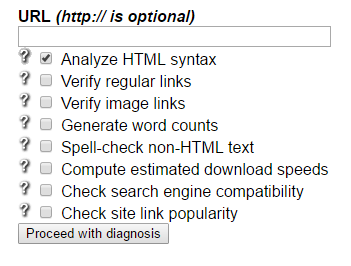 URL (http:// is optional)
? Analyze HTML syntax
? Verify regular links
? Verify image links
? Generate word counts
? Spell-check non-HTML text
? Compute estimated download speeds
? Check search engine compatibility
? Check site link popularity
Proceed with diagnosis